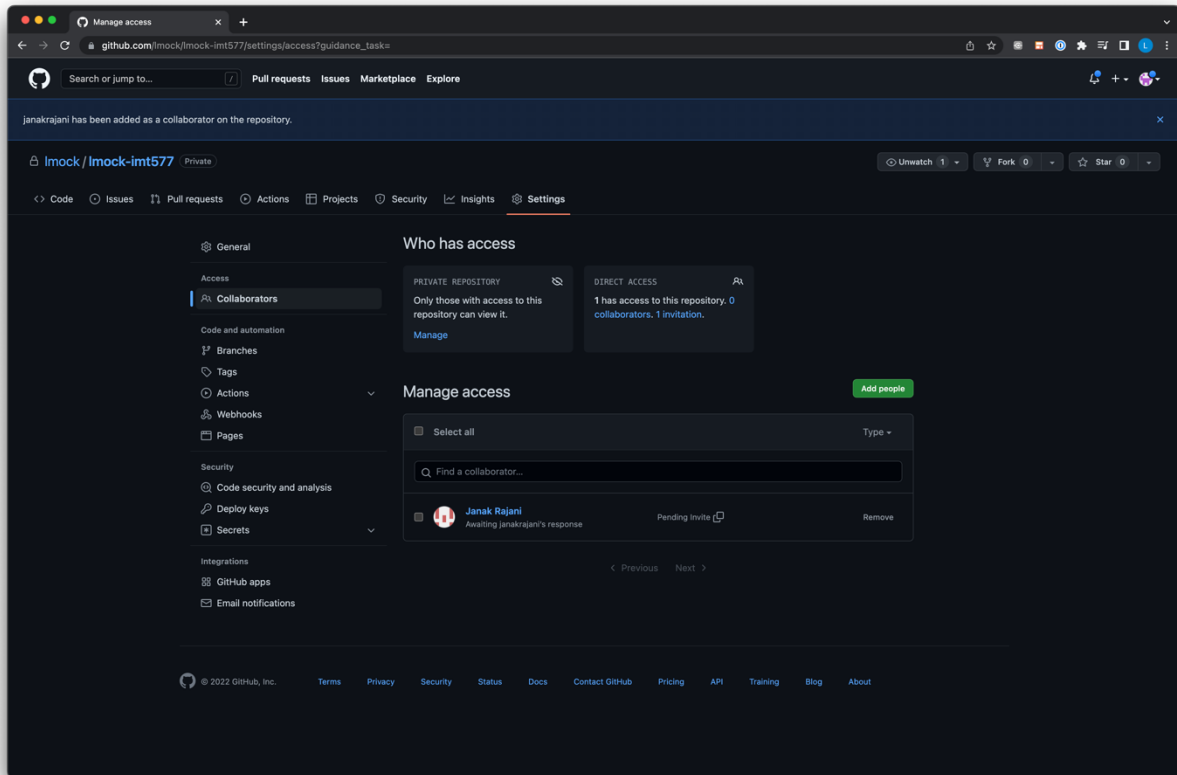 Manage access
github.com/lmock/lmock-imt577/settings/access?guidance_task=
L
Search or jump to... /
Pull requests Issues Marketplace Explore
janakrajani has been added as a collaborator on the repository.
lmock / lmock-imt577 Private
Unwatch 1 Fork 0 Star 0
Code Issues Pull requests Actions Projects Security Insights Settings
General
Access
Collaborators
Code and automation
Branches
Tags
Actions
Webhooks
Pages
Security
Code security and analysis
Deploy keys
Secrets
Integrations
GitHub apps
Email notifications
Who has access
PRIVATE REPOSITORY
Only those with access to this
repository can view it.
Manage
DIRECT ACCESS
1 has access to this repository. 0
collaborators. 1 invitation.
Manage access
Add people
Select all Type
Find a collaborator...
Janak Rajani
Awaiting janakrajani's response
Pending Invite
Remove
Previous Next
© 2022 GitHub, Inc. Terms Privacy Security Status Docs Contact GitHub Pricing API Training Blog About